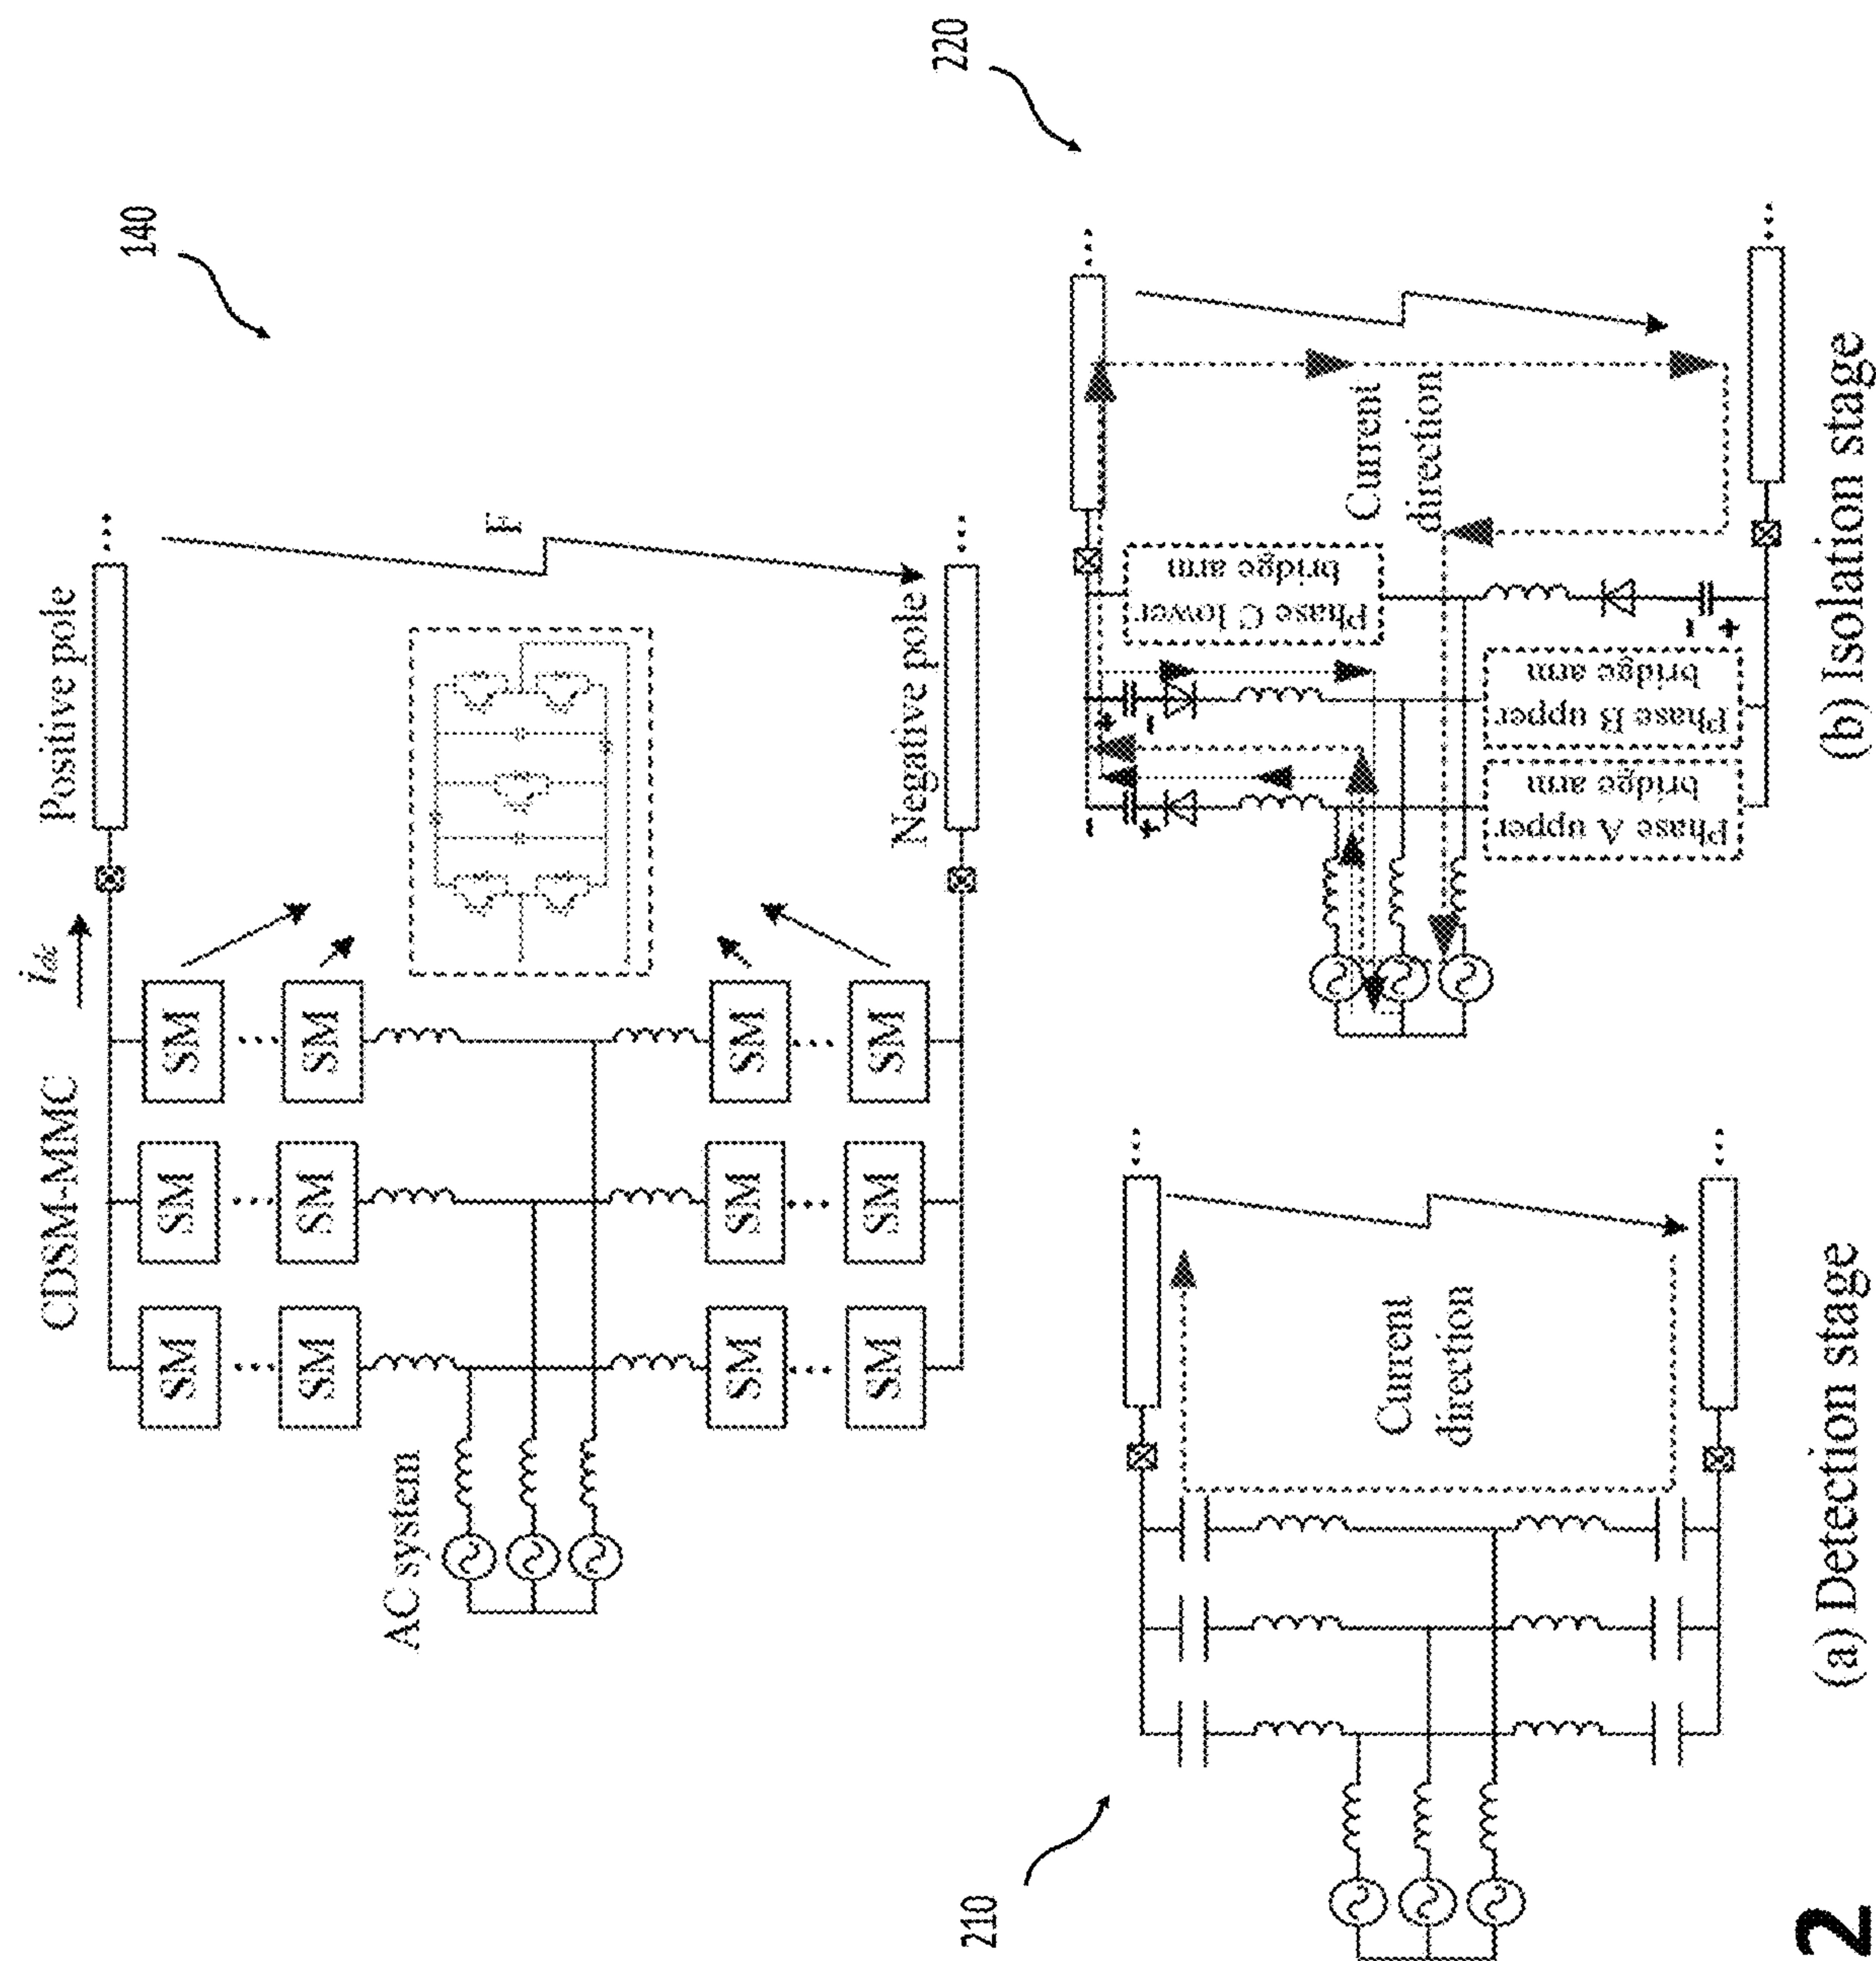 140
CDSM-MMC
i_dc
Positive pole
SM
SM
SM
...
...
...
SM
SM
SM
AC system
F
SM
SM
SM
...
...
...
SM
SM
SM
Negative pole
...
...
210
...
Current
direction
...
(a) Detection stage
220
...
-
+
+
-
Phase C lower
bridge arm
Current
direction
Phase A upper
bridge arm
Phase B upper
bridge arm
-
+
...
(b) Isolation stage
2